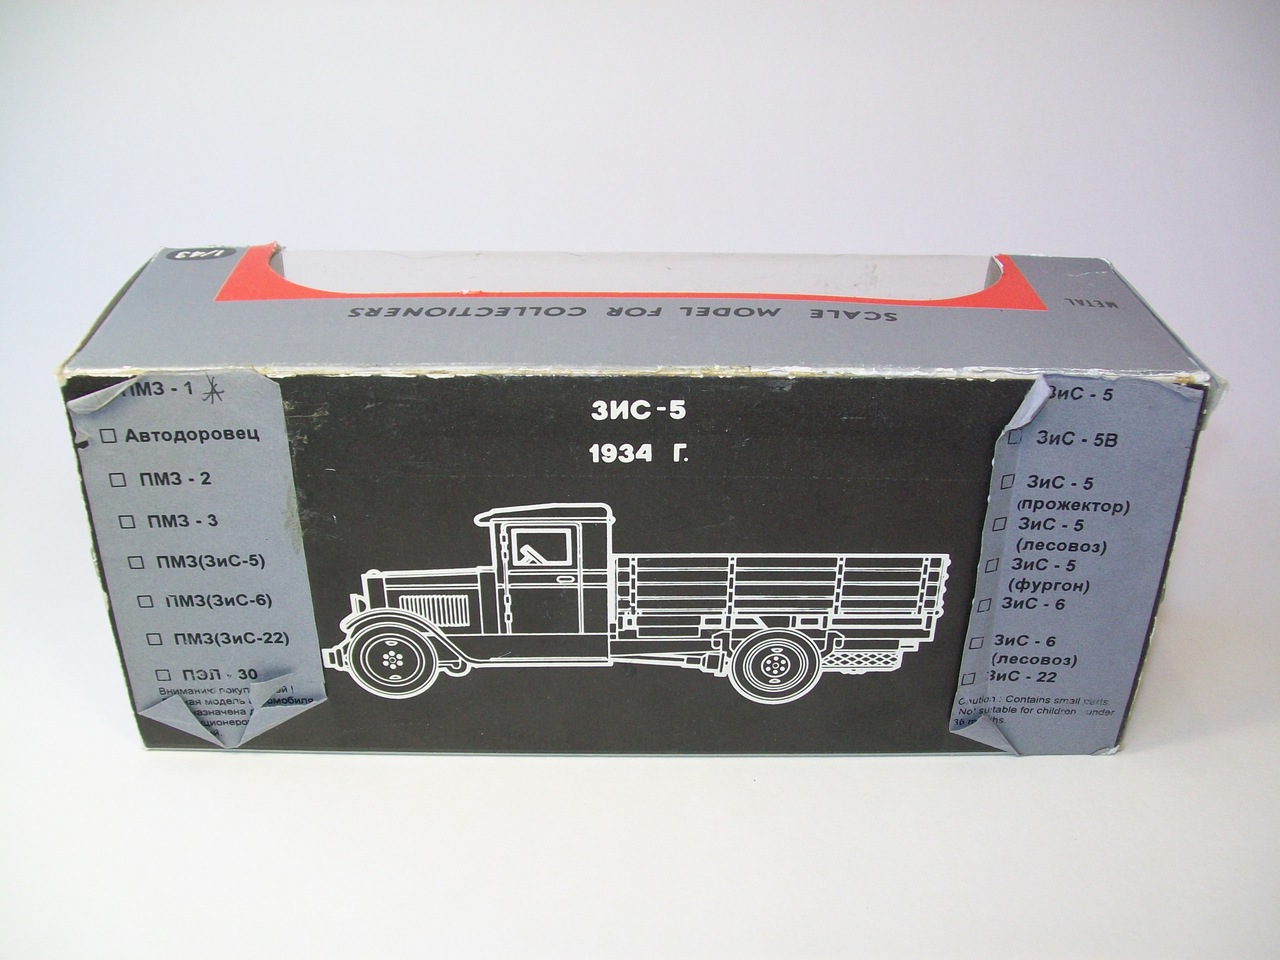 1/43
METAL
SCALE MODEL FOR COLLECTIONERS
ПМЗ - 1
Автодоровец
ПМЗ - 2
ПМЗ - 3
ПМЗ(ЗиС-5)
ПМЗ(ЗиС-6)
ПМЗ(ЗиС-22)
ПЭЛ - 30
ЗИС-5
1934 Г.
ЗиС - 5
ЗиС - 5В
ЗиС - 5
(прожектор)
ЗиС - 5
(лесовоз)
ЗиС - 5
(фургон)
ЗиС - 6
ЗиС - 6
(лесовоз)
ЗиС - 22
Caution : Contains small parts.
Not suitable for children under
36